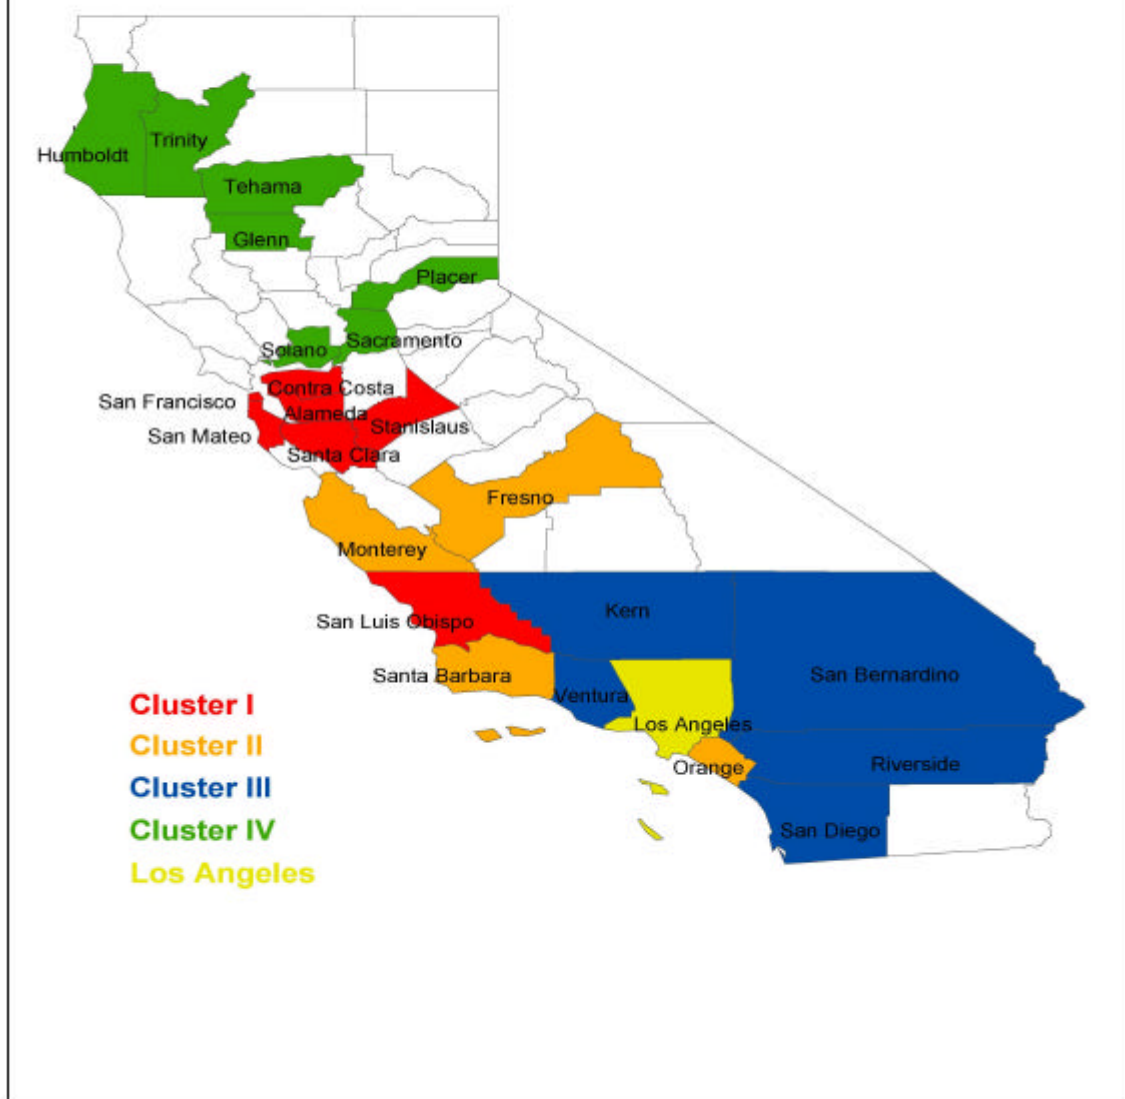 Trinity
Humboldt
Tehama
Glenn
Placer
Sacramento
Solano
Contra Costa
San Francisco
Alameda
Stanislaus
San Mateo
Santa Clara
Fresno
Monterey
Kern
San Luis Obispo
San Bernardino
Santa Barbara
Ventura
Los Angeles
Orange
Riverside
San Diego
Cluster I
Cluster II
Cluster III
Cluster IV
Los Angeles